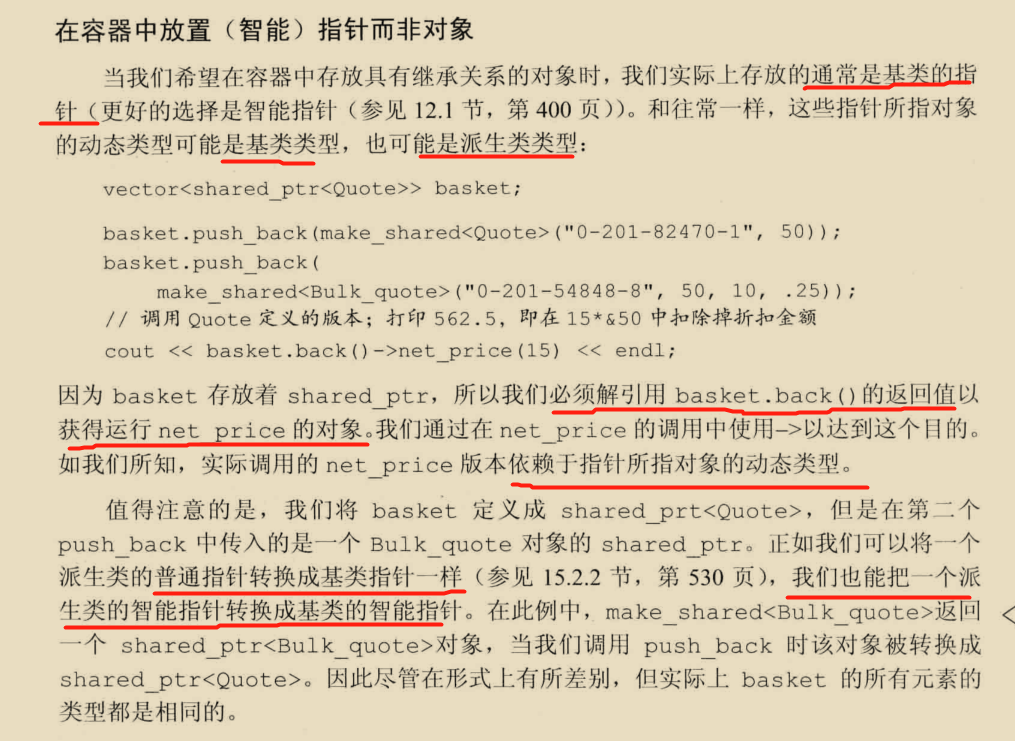 在容器中放置（智能）指针而非对象
当我们希望在容器中存放具有继承关系的对象时，我们实际上存放的通常是基类的指
针（更好的选择是智能指针（参见 12.1 节，第 400 页））。和往常一样，这些指针所指对象
的动态类型可能是基类类型，也可能是派生类类型：
vector<shared_ptr<Quote>> basket;
basket.push_back(make_shared<Quote>("0-201-82470-1", 50));
basket.push_back(
make_shared<Bulk_quote>("0-201-54848-8", 50, 10, .25));
// 调用 Quote 定义的版本；打印 562.5，即在 15*&50 中扣除掉折扣金额
cout << basket.back()->net_price(15) << endl;
因为 basket 存放着 shared_ptr，所以我们必须解引用 basket.back()的返回值以
获得运行 net_price 的对象。我们通过在 net_price 的调用中使用->以达到这个目的。
如我们所知，实际调用的 net_price 版本依赖于指针所指对象的动态类型。
值得注意的是，我们将 basket 定义成 shared_prt<Quote>，但是在第二个
push_back 中传入的是一个 Bulk_quote 对象的 shared_ptr。正如我们可以将一个
派生类的普通指针转换成基类指针一样（参见 15.2.2 节，第 530 页），我们也能把一个派
生类的智能指针转换成基类的智能指针。在此例中，make_shared<Bulk_quote>返回
一个 shared_ptr<Bulk_quote>对象，当我们调用 push_back 时该对象被转换成
shared_ptr<Quote>。因此尽管在形式上有所差别，但实际上 basket 的所有元素的
类型都是相同的。